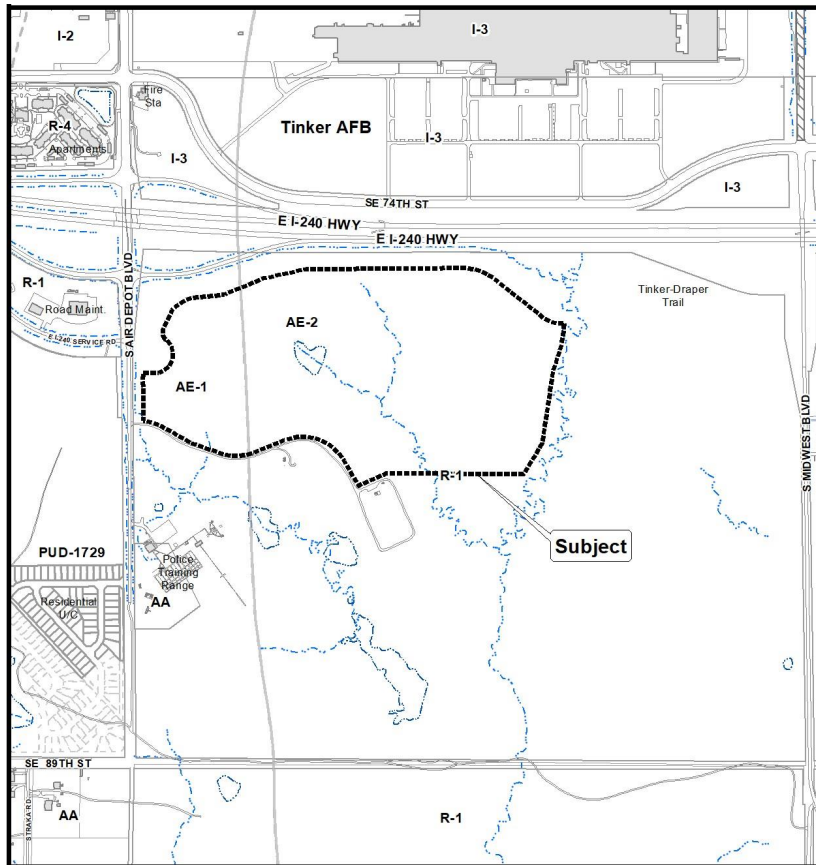 I-2
I-3
Fire
Sta
R-4
Apartments
Tinker AFB
I-3
I-3
I-3
SE 74TH ST
E I-240 HWY
E I-240 HWY
R-1
Road Maint.
E I-240 SERVICE RD
S AIR DEPOT BLVD
Tinker-Draper
Trail
AE-2
AE-1
S MIDWEST BLVD
R-1
Subject
PUD-1729
Police
Training
Range
AA
Residential
U/C
SE 89TH ST
STRAKA RD
AA
R-1